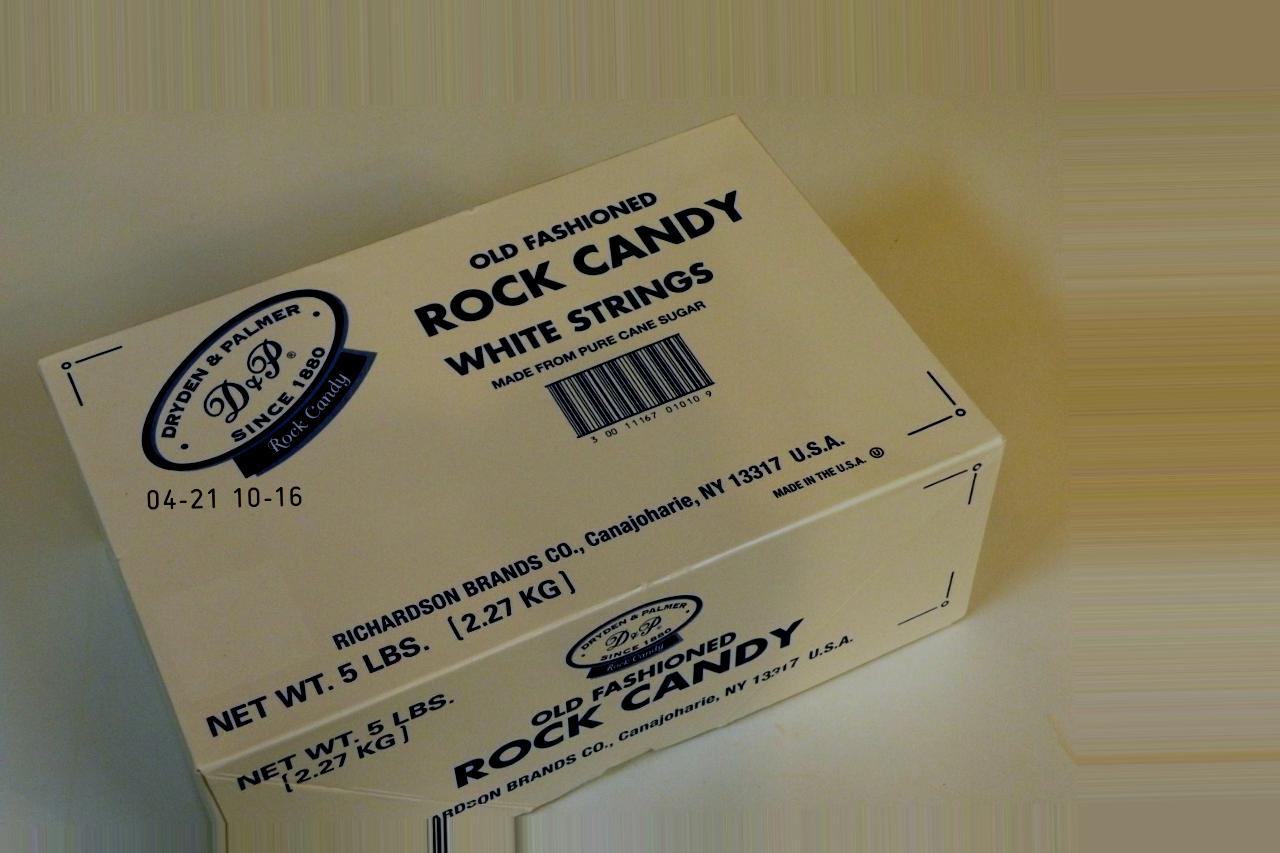 OLD FASHIONED
ROCK CANDY
WHITE STRINGS
MADE FROM PURE CANE SUGAR
3 00 11167 01010 9
DRYDEN & PALMER
D&P®
SINCE 1880
Rock Candy
04-21 10-16
RICHARDSON BRANDS CO., Canajoharie, NY 13317 U.S.A.
MADE IN THE U.S.A. Ⓤ
NET WT. 5 LBS. [2.27 KG]
DRYDEN & PALMER
D&P®
SINCE 1880
Rock Candy
OLD FASHIONED
ROCK CANDY
NET WT. 5 LBS.
[2.27 KG]
ARDSON BRANDS CO., Canajoharie, NY 13317 U.S.A.